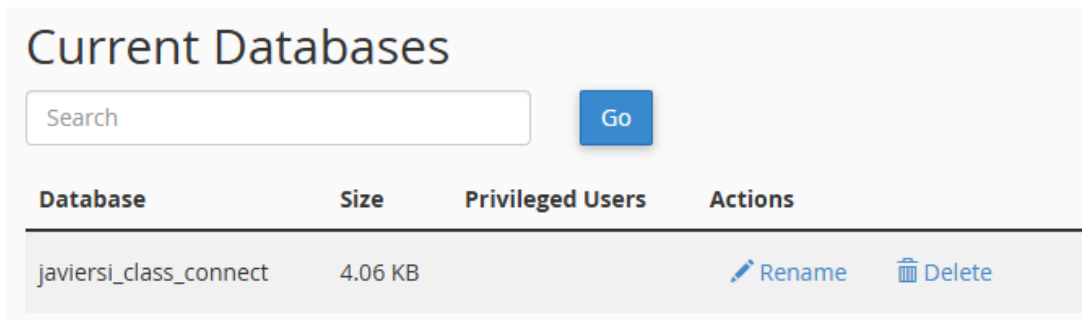 Current Databases
Search Go
Database Size Privileged Users Actions
javiersi_class_connect 4.06 KB Rename Delete